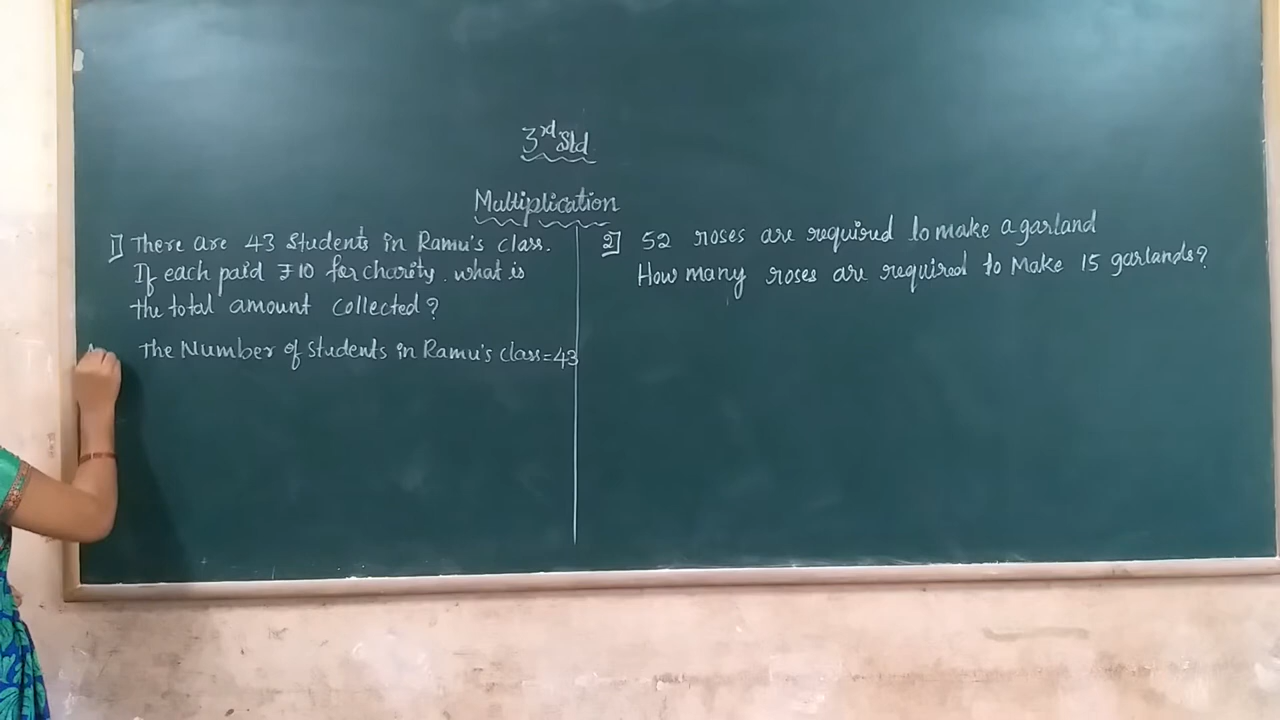 3rd Std
Multiplication
1] There are 43 Students in Ramu's class.
If each paid ₹10 for charity. what is
the total amount collected?
The Number of Students in Ramu's class=43
2] 52 roses are required to make a garland
How many roses are required to Make 15 garlands?